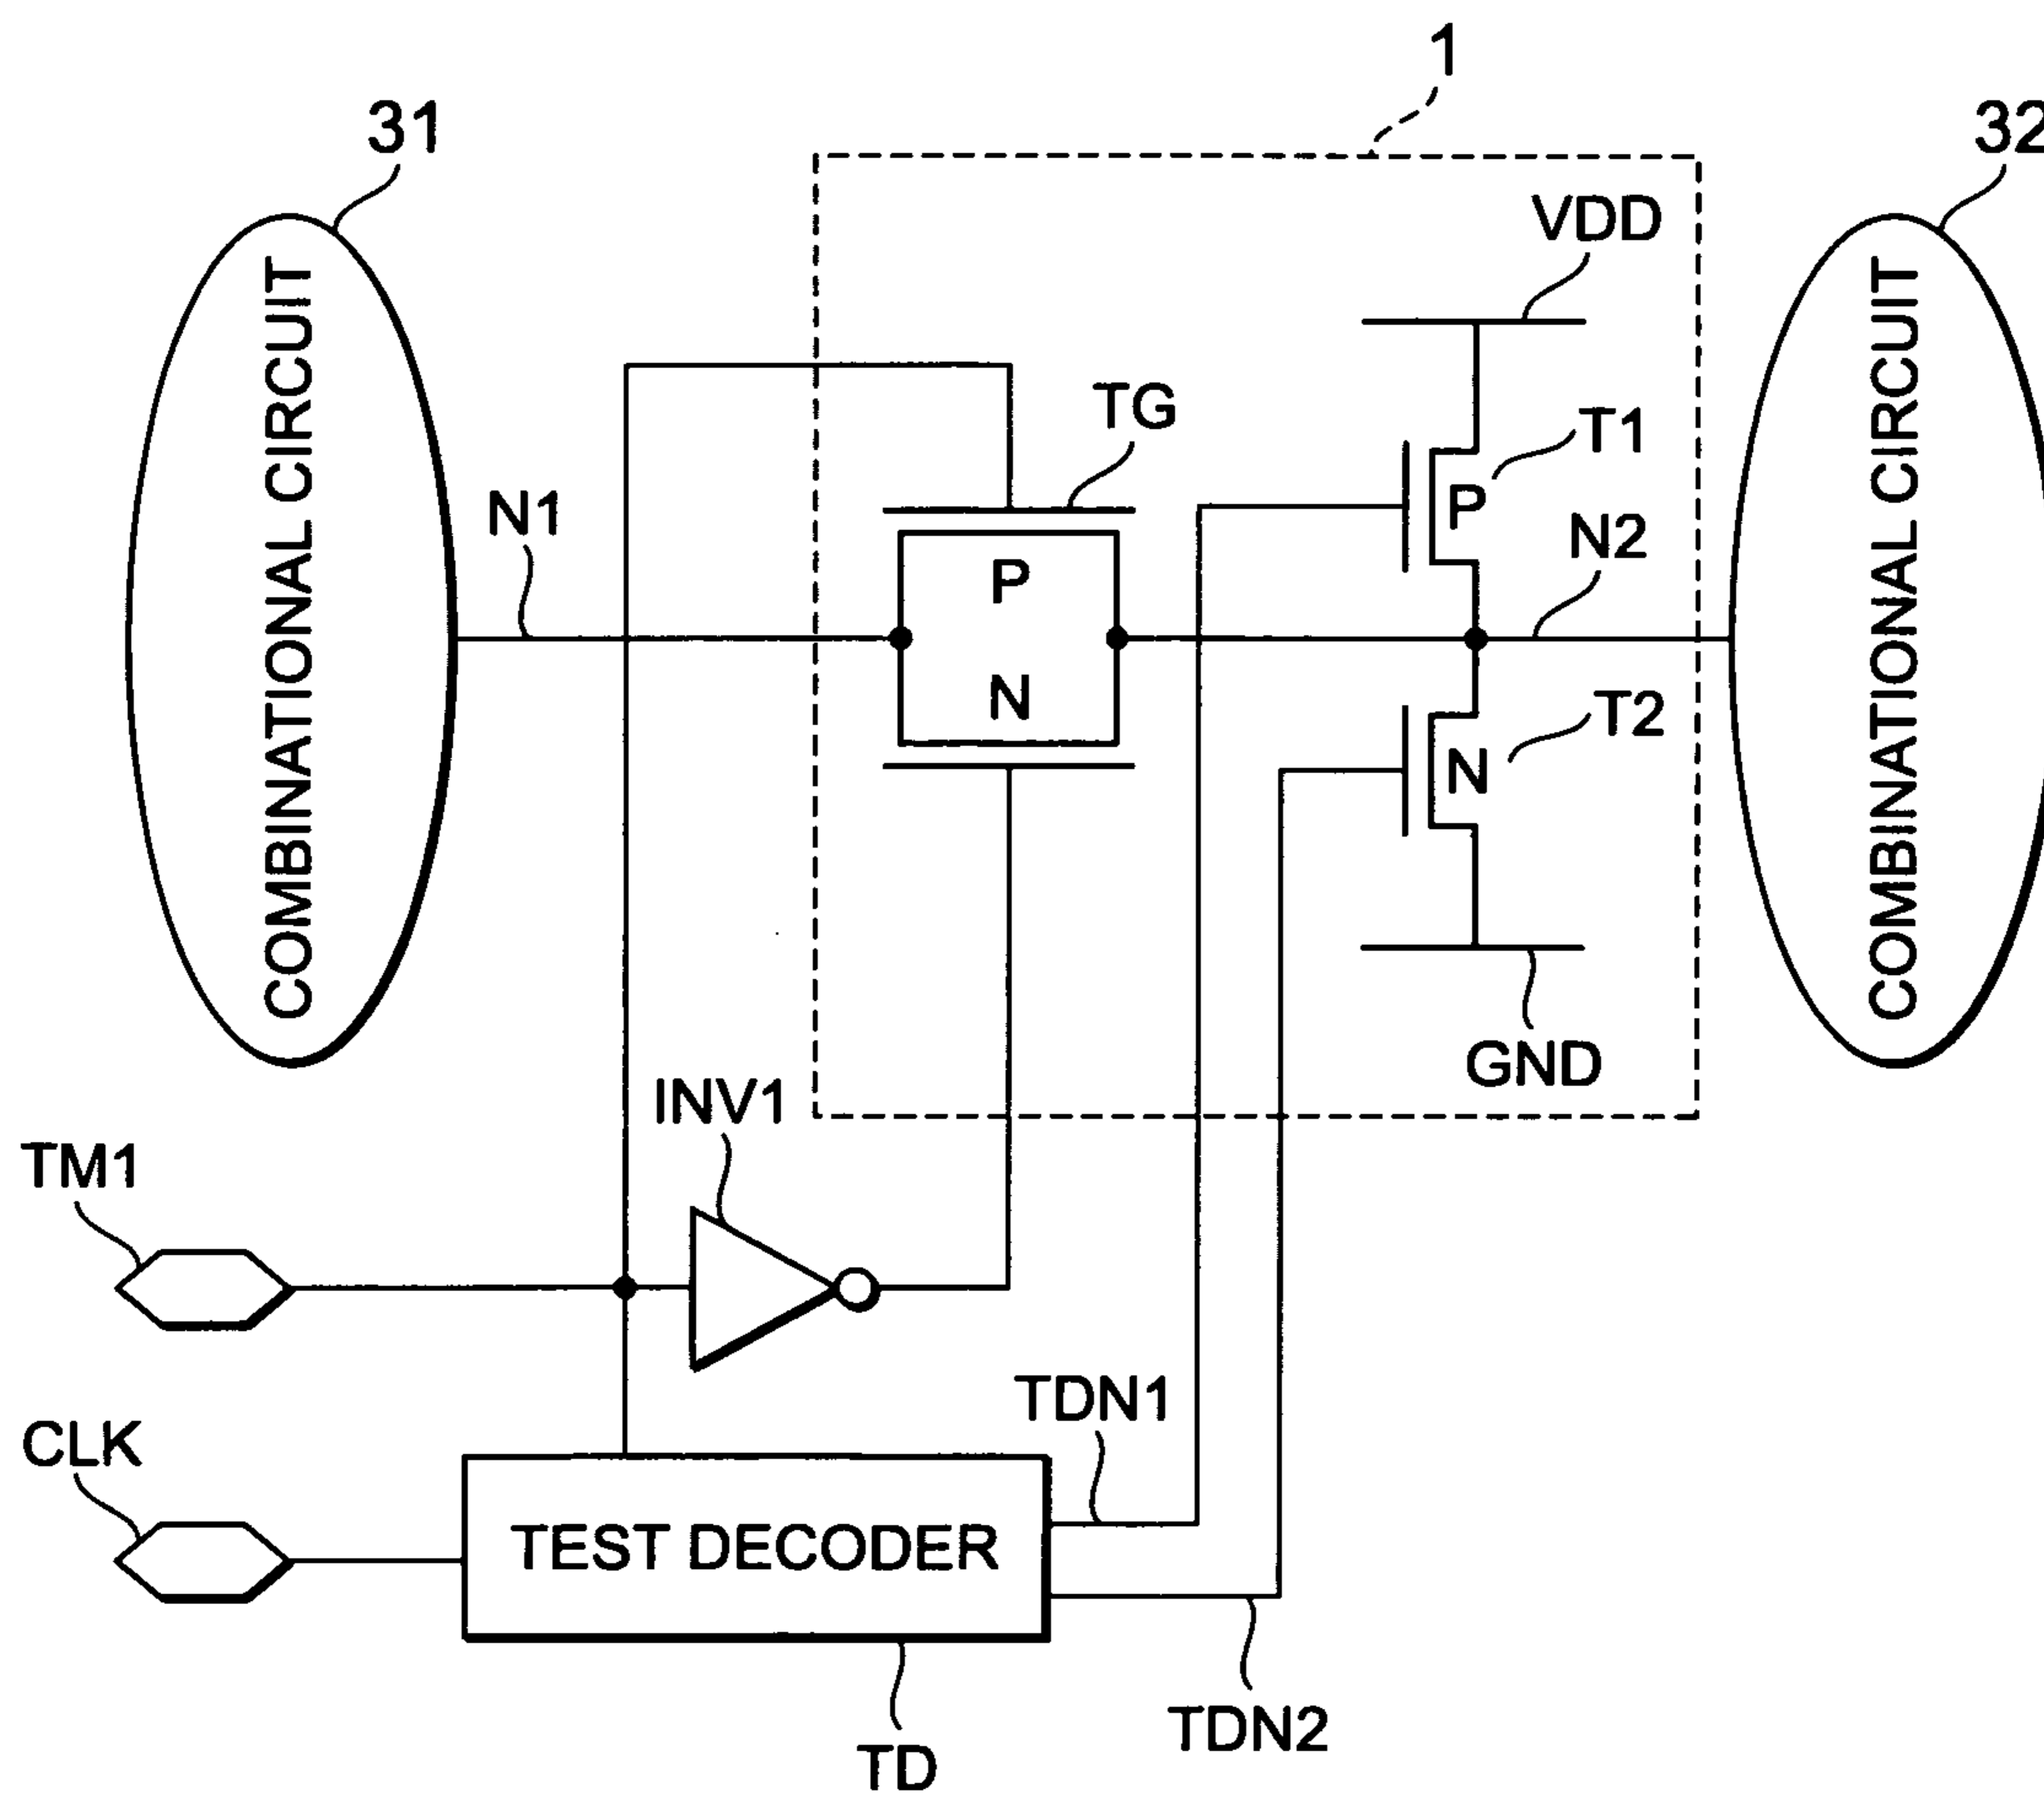 1
31
32
VDD
TG
T1
N1
P
N2
P
COMBINATIONAL CIRCUIT
COMBINATIONAL CIRCUIT
N
T2
N
GND
INV1
TM1
TDN1
CLK
TEST DECODER
TDN2
TD